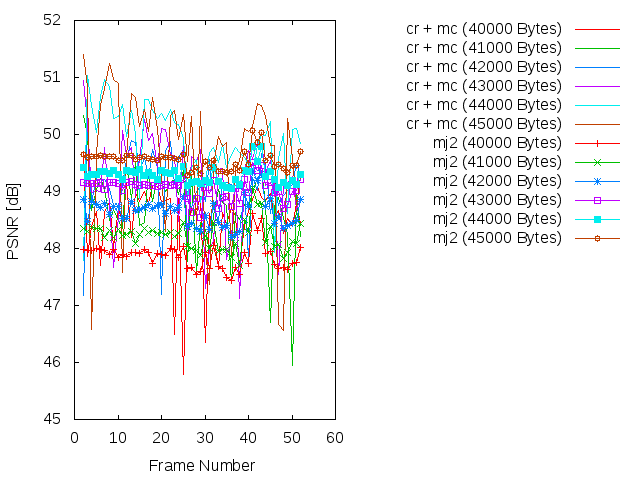 cr + mc (40000 Bytes)
cr + mc (41000 Bytes)
cr + mc (42000 Bytes)
cr + mc (43000 Bytes)
cr + mc (44000 Bytes)
cr + mc (45000 Bytes)
mj2 (40000 Bytes)
mj2 (41000 Bytes)
mj2 (42000 Bytes)
mj2 (43000 Bytes)
mj2 (44000 Bytes)
mj2 (45000 Bytes)
PSNR [dB]
52
51
50
49
48
47
46
45
0 10 20 30 40 50 60
Frame Number